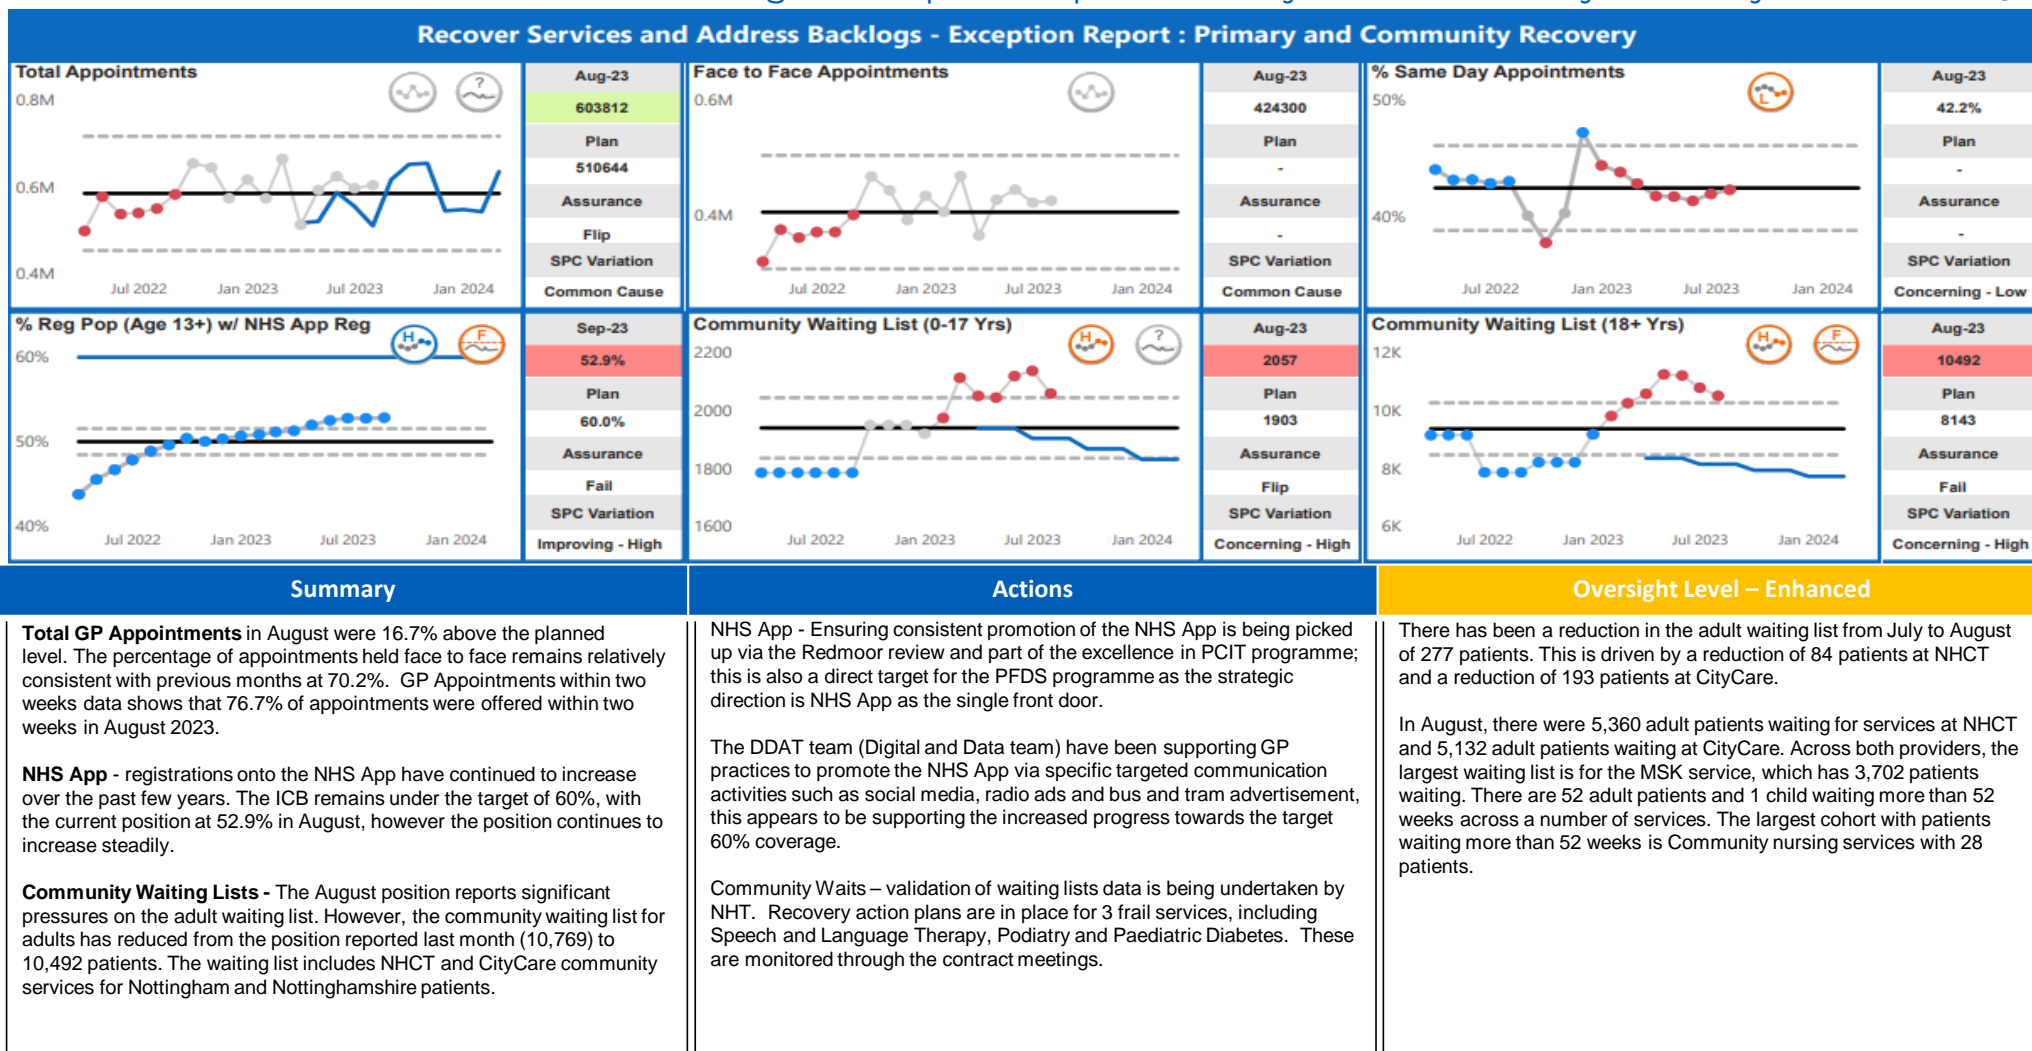 Recover Services and Address Backlogs - Exception Report : Primary and Community Recovery
Total Appointments
?
0.8M
0.6M
0.4M
Jul 2022 Jan 2023 Jul 2023 Jan 2024
Aug-23
603812
Plan
510644
Assurance
Flip
SPC Variation
Common Cause
Face to Face Appointments
0.6M
0.4M
Jul 2022 Jan 2023 Jul 2023 Jan 2024
Aug-23
424300
Plan
-
Assurance
-
SPC Variation
Common Cause
% Same Day Appointments
L
50%
40%
Jul 2022 Jan 2023 Jul 2023 Jan 2024
Aug-23
42.2%
Plan
-
Assurance
-
SPC Variation
Concerning - Low
% Reg Pop (Age 13+) w/ NHS App Reg
H F
60%
50%
40%
Jul 2022 Jan 2023 Jul 2023 Jan 2024
Sep-23
52.9%
Plan
60.0%
Assurance
Fail
SPC Variation
Improving - High
Community Waiting List (0-17 Yrs)
H ?
2200
2000
1800
1600
Jul 2022 Jan 2023 Jul 2023 Jan 2024
Aug-23
2057
Plan
1903
Assurance
Flip
SPC Variation
Concerning - High
Community Waiting List (18+ Yrs)
H F
12K
10K
8K
6K
Jul 2022 Jan 2023 Jul 2023 Jan 2024
Aug-23
10492
Plan
8143
Assurance
Fail
SPC Variation
Concerning - High
Summary
Total GP Appointments in August were 16.7% above the planned
level. The percentage of appointments held face to face remains relatively
consistent with previous months at 70.2%. GP Appointments within two
weeks data shows that 76.7% of appointments were offered within two
weeks in August 2023.
NHS App - registrations onto the NHS App have continued to increase
over the past few years. The ICB remains under the target of 60%, with
the current position at 52.9% in August, however the position continues to
increase steadily.
Community Waiting Lists - The August position reports significant
pressures on the adult waiting list. However, the community waiting list for
adults has reduced from the position reported last month (10,769) to
10,492 patients. The waiting list includes NHCT and CityCare community
services for Nottingham and Nottinghamshire patients.
Actions
NHS App - Ensuring consistent promotion of the NHS App is being picked
up via the Redmoor review and part of the excellence in PCIT programme;
this is also a direct target for the PFDS programme as the strategic
direction is NHS App as the single front door.
The DDAT team (Digital and Data team) have been supporting GP
practices to promote the NHS App via specific targeted communication
activities such as social media, radio ads and bus and tram advertisement,
this appears to be supporting the increased progress towards the target
60% coverage.
Community Waits – validation of waiting lists data is being undertaken by
NHT. Recovery action plans are in place for 3 frail services, including
Speech and Language Therapy, Podiatry and Paediatric Diabetes. These
are monitored through the contract meetings.
Oversight Level – Enhanced
There has been a reduction in the adult waiting list from July to August
of 277 patients. This is driven by a reduction of 84 patients at NHCT
and a reduction of 193 patients at CityCare.
In August, there were 5,360 adult patients waiting for services at NHCT
and 5,132 adult patients waiting at CityCare. Across both providers, the
largest waiting list is for the MSK service, which has 3,702 patients
waiting. There are 52 adult patients and 1 child waiting more than 52
weeks across a number of services. The largest cohort with patients
waiting more than 52 weeks is Community nursing services with 28
patients.